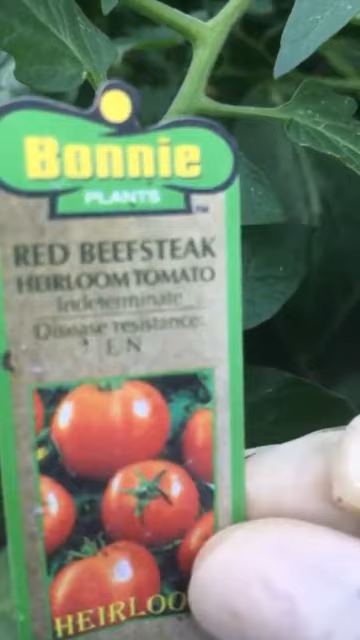 Bonnie
PLANTS
RED BEEFSTEAK
HEIRLOOM TOMATO
Indeterminate
Disease resistance:
F, N
HEIRLOO